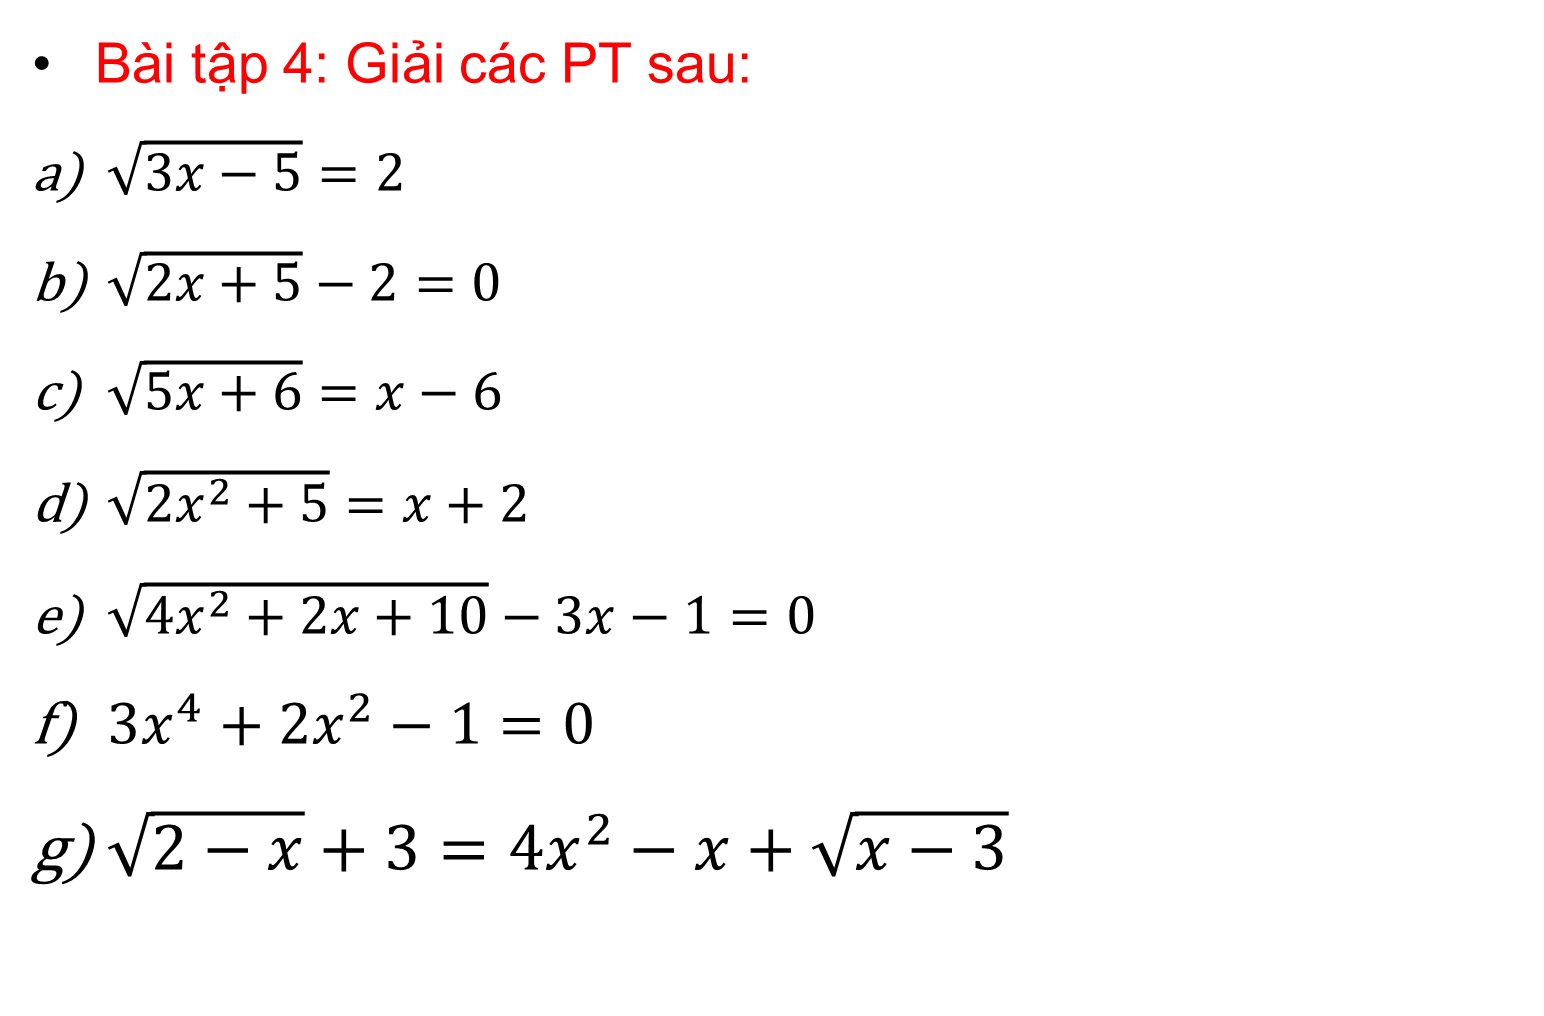 • Bài tập 4: Giải các PT sau:
a) √(3x − 5) = 2
b) √(2x + 5) − 2 = 0
c) √(5x + 6) = x − 6
d) √(2x² + 5) = x + 2
e) √(4x² + 2x + 10) − 3x − 1 = 0
f) 3x⁴ + 2x² − 1 = 0
g) √(2 − x) + 3 = 4x² − x + √(x − 3)